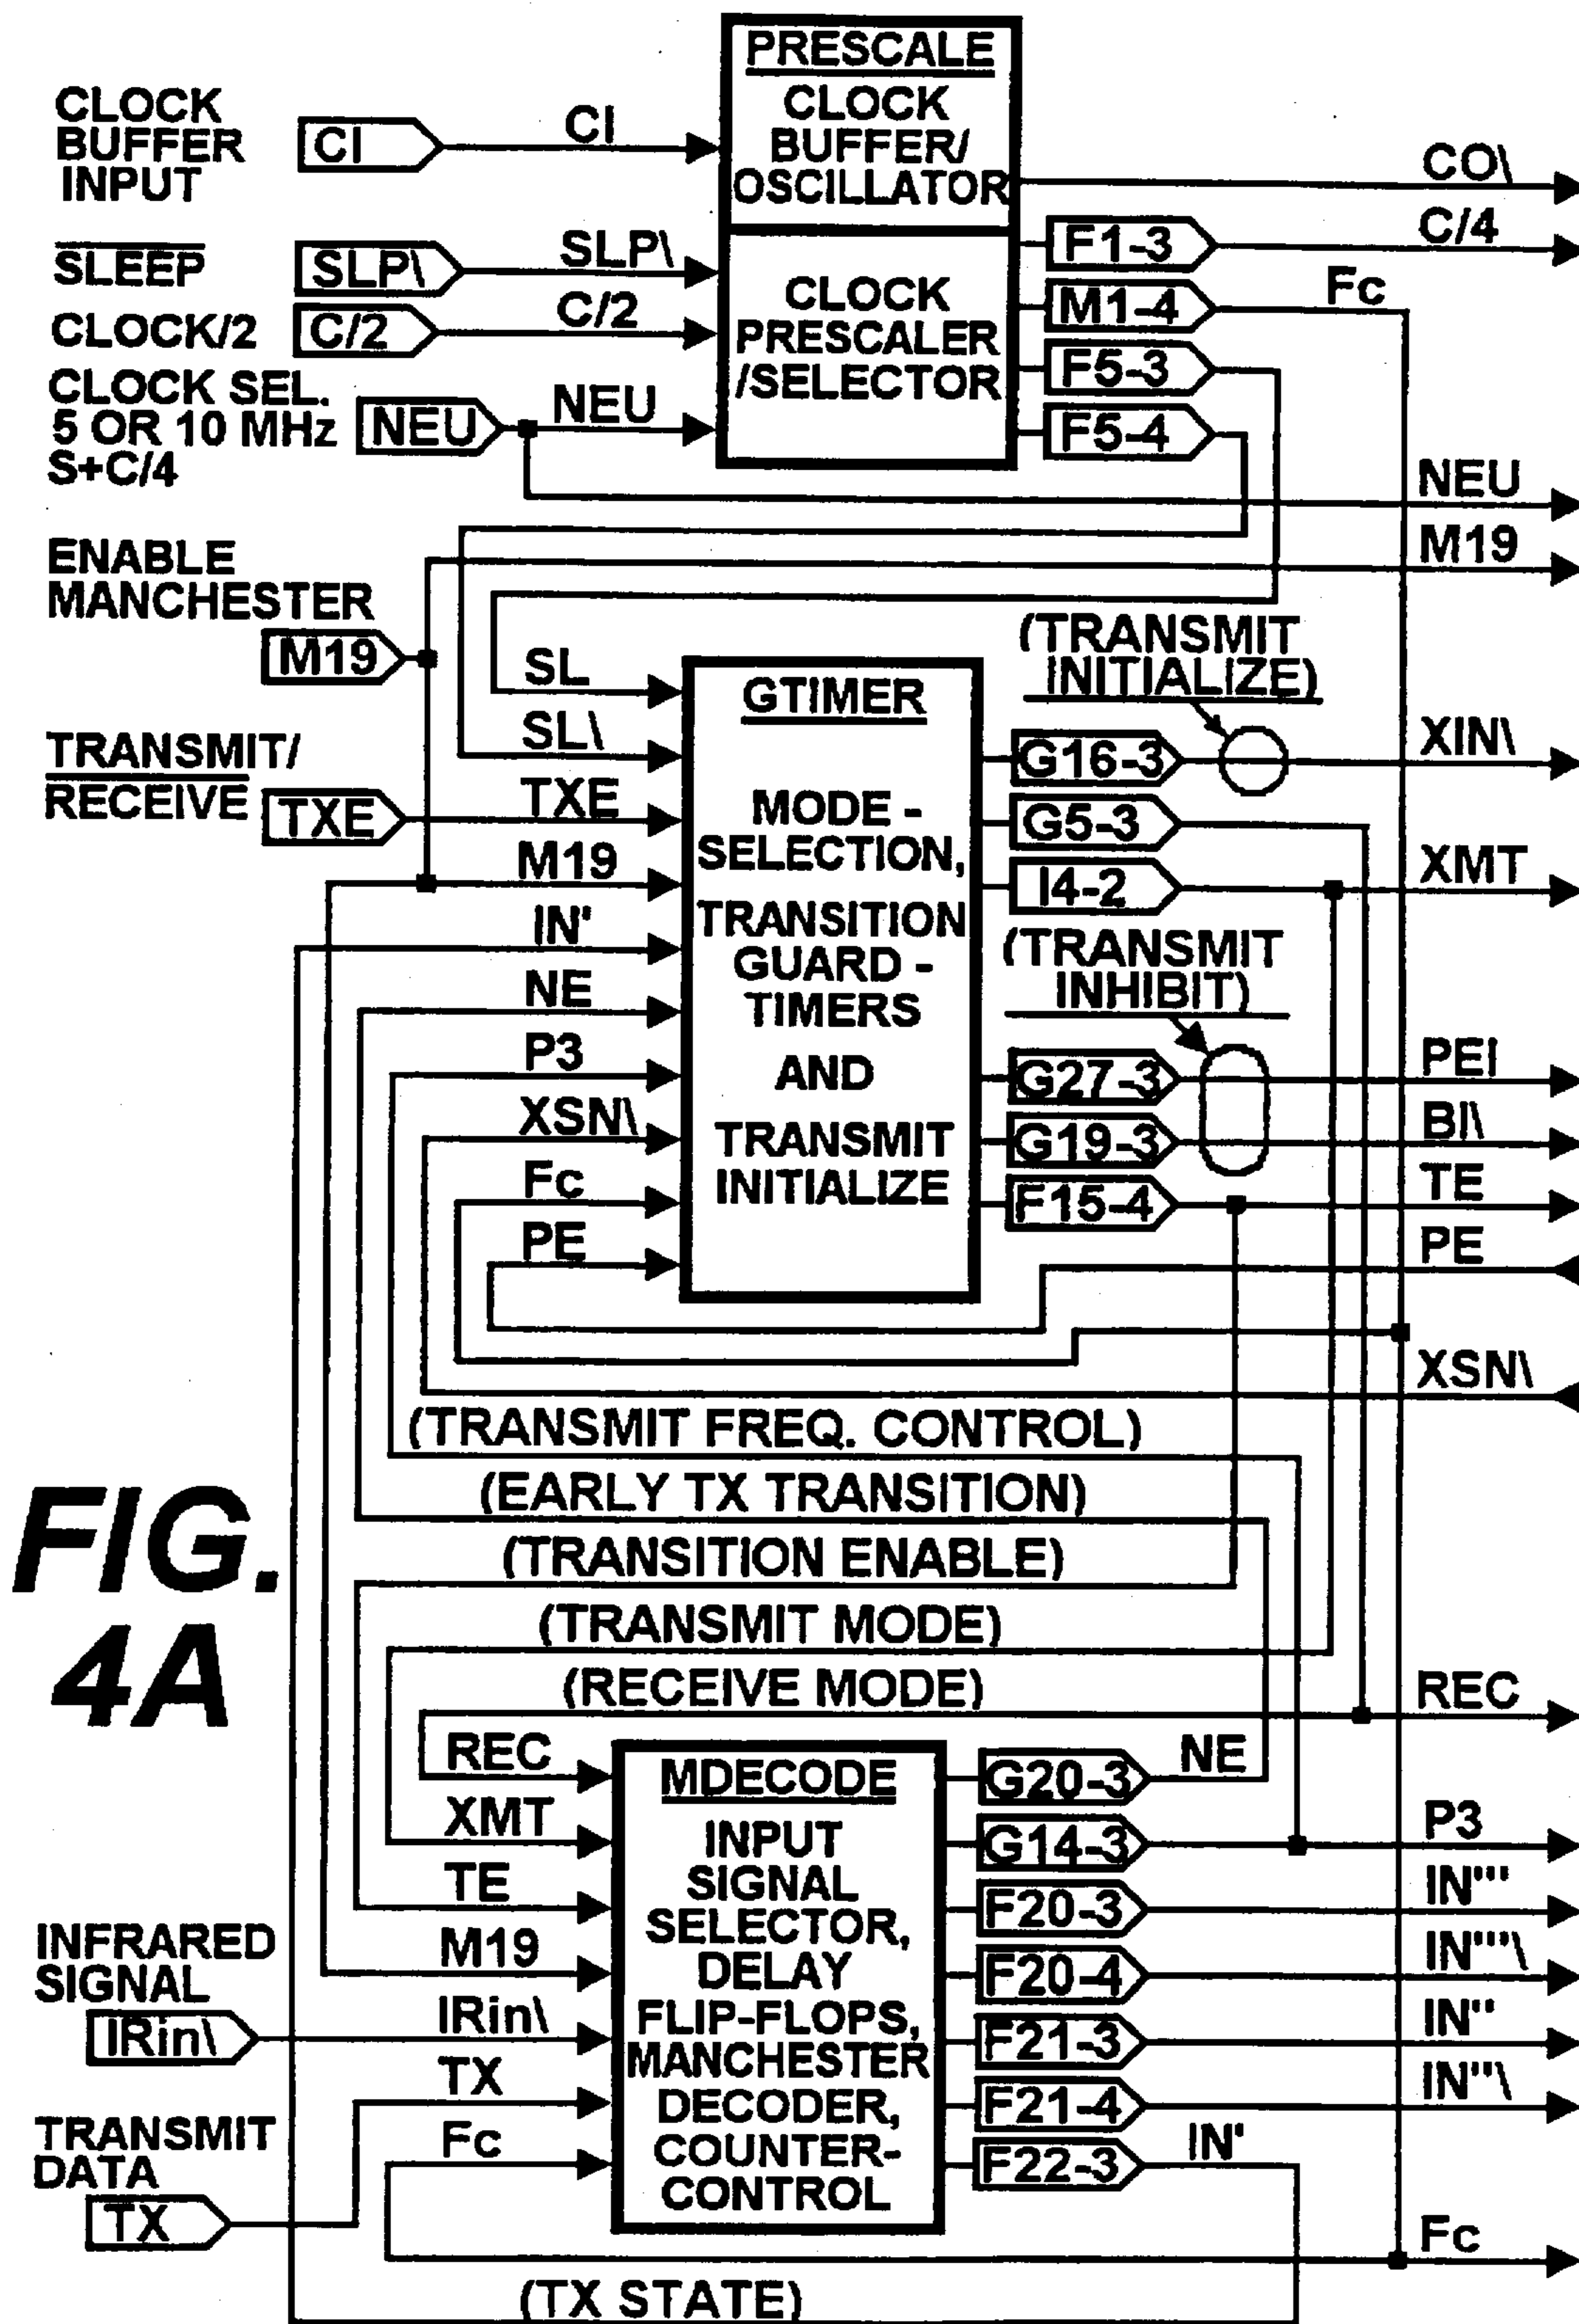 PRESCALE
CLOCK
BUFFER/
OSCILLATOR
CLOCK
PRESCALER
/SELECTOR
CLOCK
BUFFER
INPUT
CI
CI
SLEEP
SLP\
SLP\
CLOCK/2
C/2
C/2
CLOCK SEL.
5 OR 10 MHz
S+C/4
NEU
NEU
CO\
F1-3
C/4
M1-4
Fc
F5-3
F5-4
NEU
M19
ENABLE
MANCHESTER
M19
TRANSMIT/
RECEIVE
TXE
SL
SL\
TXE
M19
IN'
NE
P3
XSN\
Fc
PE
GTIMER
MODE -
SELECTION,
TRANSITION
GUARD -
TIMERS
AND
TRANSMIT
INITIALIZE
(TRANSMIT
INITIALIZE)
G16-3
XIN\
G5-3
I4-2
XMT
(TRANSMIT
INHIBIT)
G27-3
PEI
G19-3
BI\
F15-4
TE
PE
XSN\
(TRANSMIT FREQ. CONTROL)
(EARLY TX TRANSITION)
(TRANSITION ENABLE)
(TRANSMIT MODE)
(RECEIVE MODE)
FIG.
4A
REC
REC
XMT
TE
M19
IRin\
TX
Fc
INFRARED
SIGNAL
IRin\
TRANSMIT
DATA
TX
MDECODE
INPUT
SIGNAL
SELECTOR,
DELAY
FLIP-FLOPS,
MANCHESTER
DECODER,
COUNTER-
CONTROL
G20-3
NE
G14-3
P3
F20-3
IN'''
F20-4
IN'''\
F21-3
IN''
F21-4
IN''\
F22-3
IN'
Fc
(TX STATE)